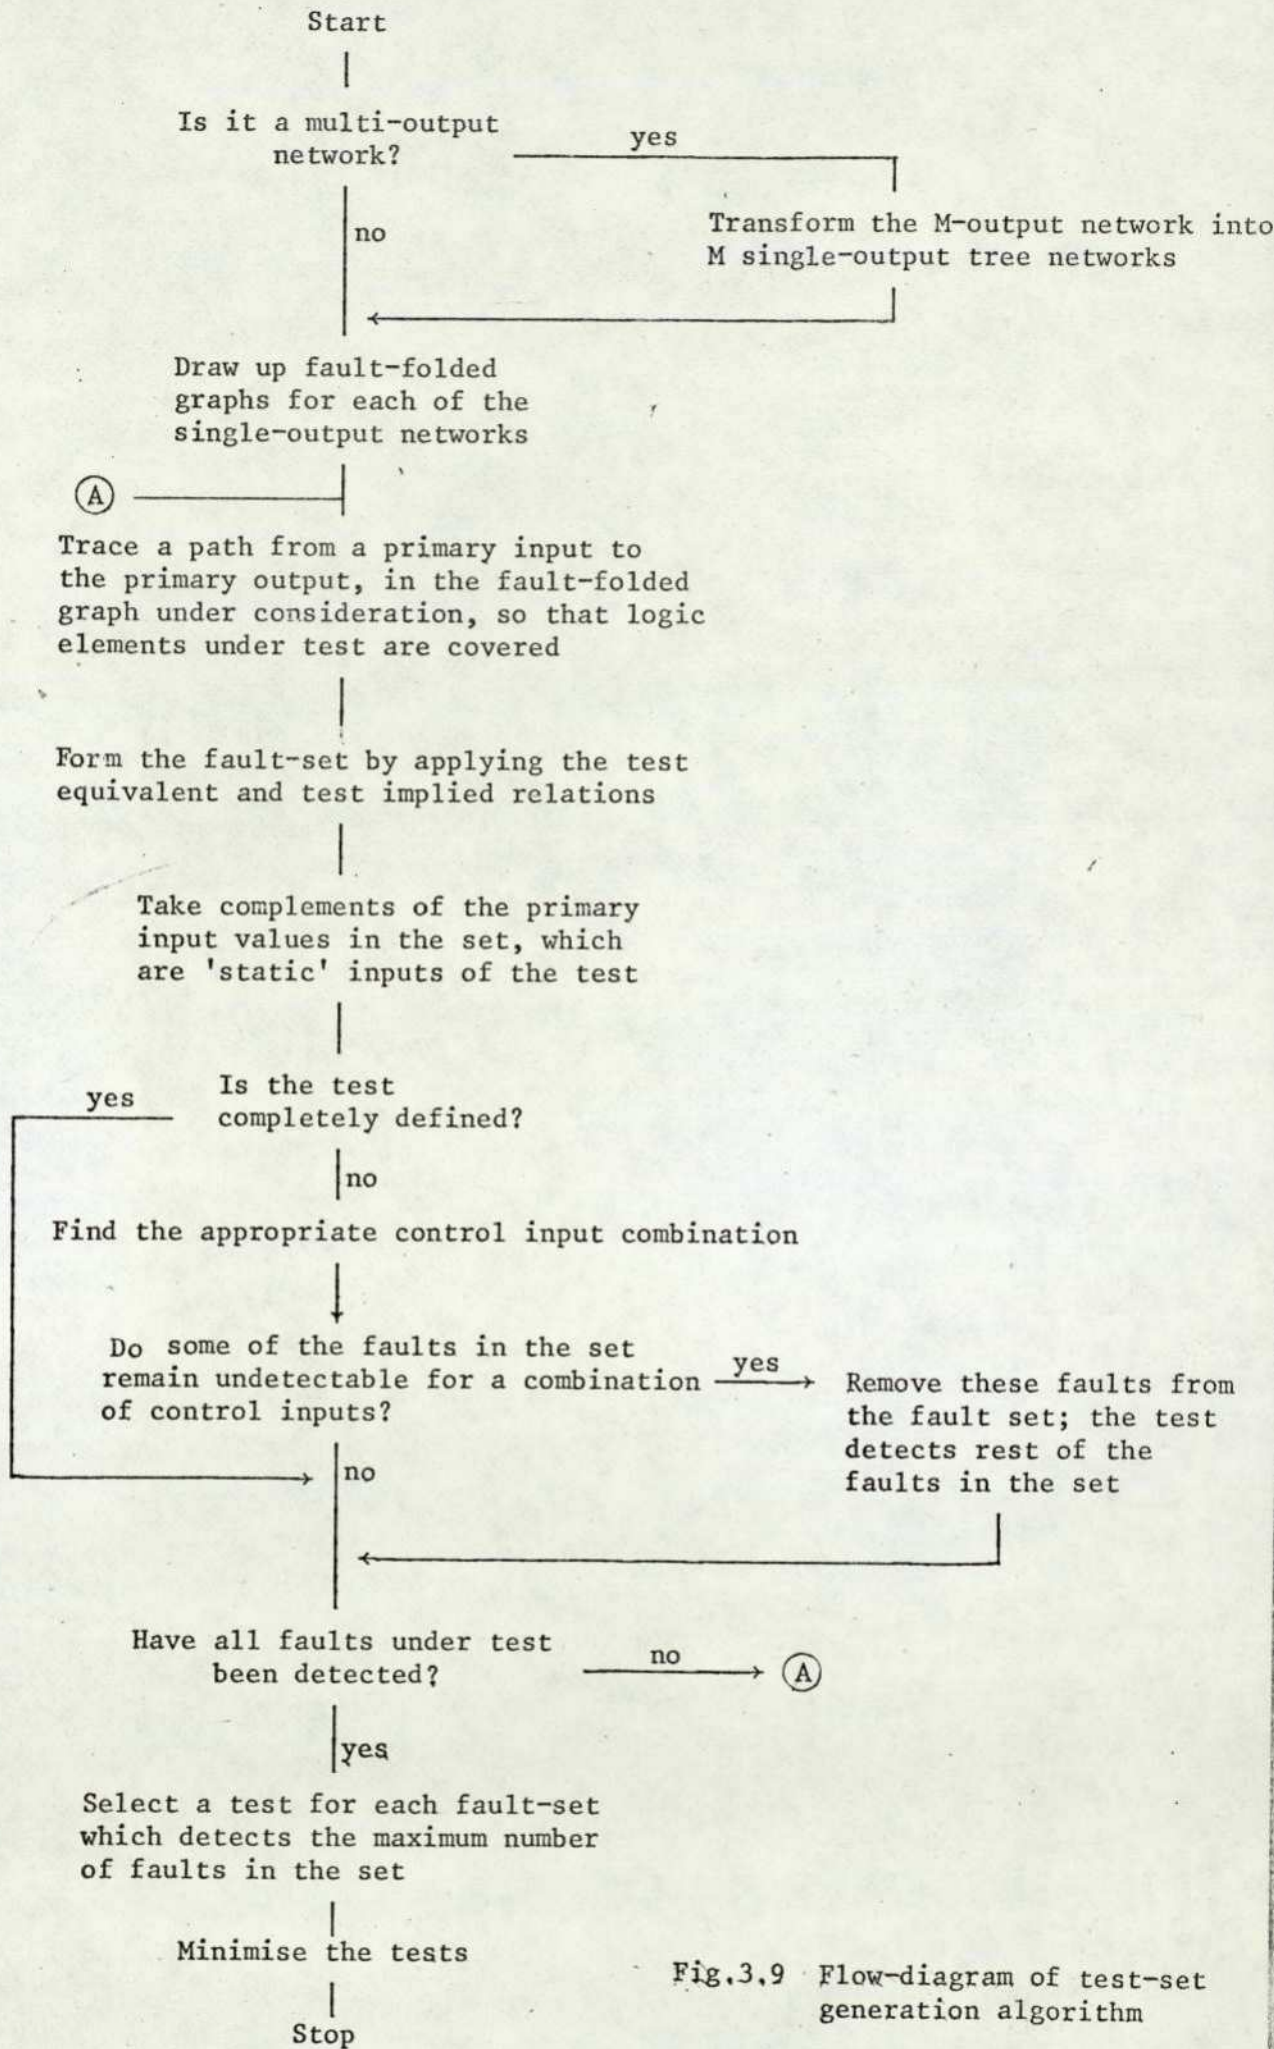 Start
Is it a multi-output
network?
yes
no
Transform the M-output network into
M single-output tree networks
Draw up fault-folded
graphs for each of the
single-output networks
A
Trace a path from a primary input to
the primary output, in the fault-folded
graph under consideration, so that logic
elements under test are covered
Form the fault-set by applying the test
equivalent and test implied relations
Take complements of the primary
input values in the set, which
are 'static' inputs of the test
Is the test
completely defined?
yes
no
Find the appropriate control input combination
Do some of the faults in the set
remain undetectable for a combination
of control inputs?
yes
Remove these faults from
the fault set; the test
detects rest of the
faults in the set
no
Have all faults under test
been detected?
no
A
yes
Select a test for each fault-set
which detects the maximum number
of faults in the set
Minimise the tests
Stop
Fig.3.9 Flow-diagram of test-set
generation algorithm